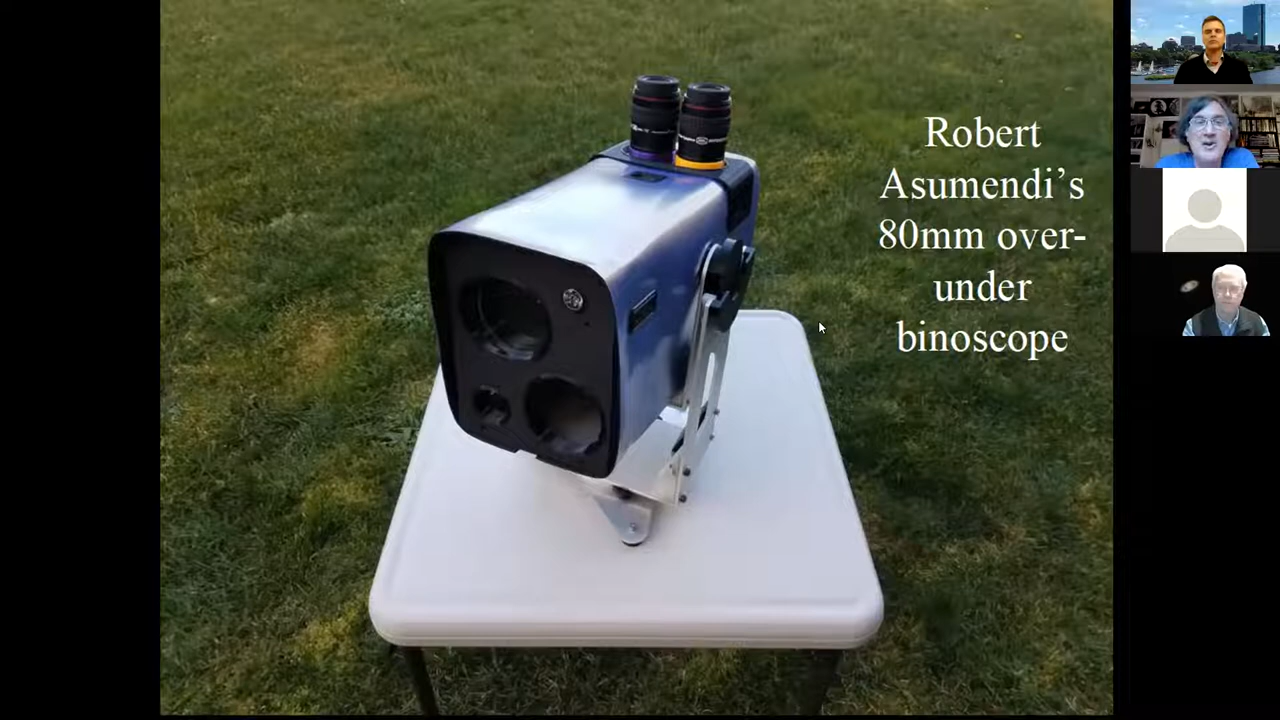 Robert
Asumendi’s
80mm over-
under
binoscope